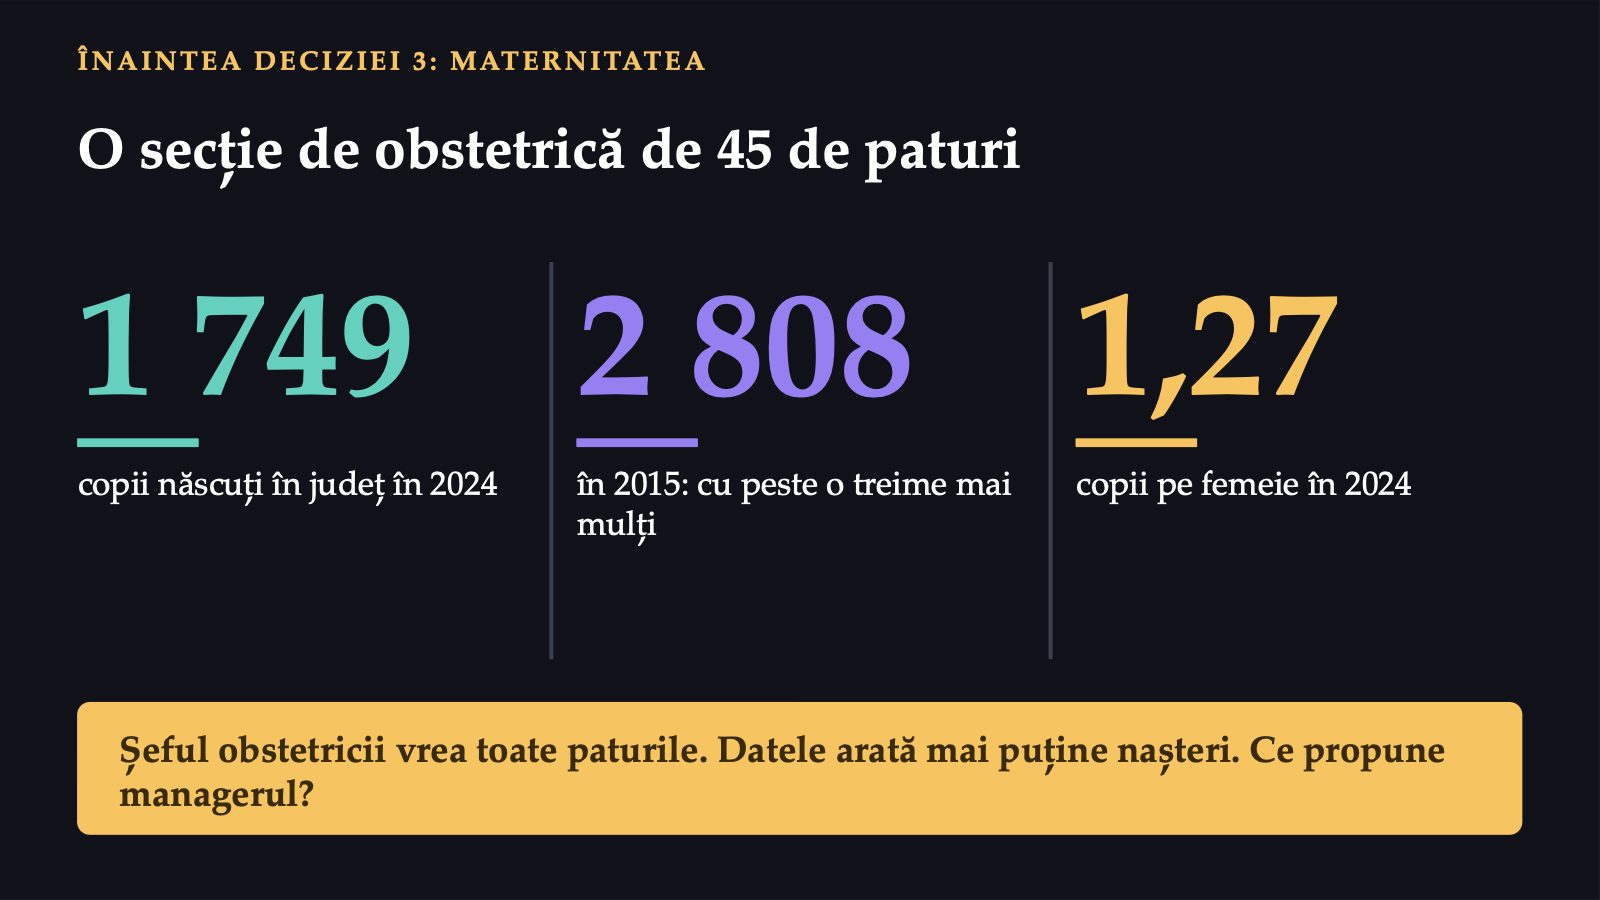 ÎNAINTEA DECIZIEI 3: MATERNITATEA
O secție de obstetrică de 45 de paturi
1 749
copii născuți în județ în 2024
2 808
în 2015: cu peste o treime mai
mulți
1,27
copii pe femeie în 2024
Șeful obstetricii vrea toate paturile. Datele arată mai puține nașteri. Ce propune
managerul?